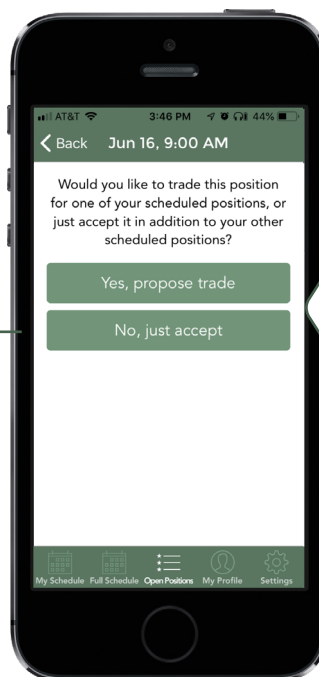 AT&T 3:46 PM 44%
Back Jun 16, 9:00 AM
Would you like to trade this position
for one of your scheduled positions, or
just accept it in addition to your other
scheduled positions?
Yes, propose trade
No, just accept
My Schedule Full Schedule Open Positions My Profile Settings